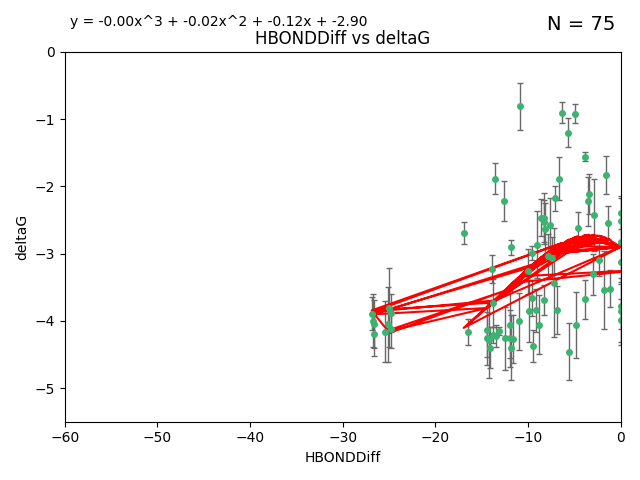 y = -0.00x^3 + -0.02x^2 + -0.12x + -2.90
N = 75
HBONDDiff vs deltaG
0
−1
−2
−3
−4
−5
deltaG
−60
−50
−40
−30
−20
−10
0
HBONDDiff